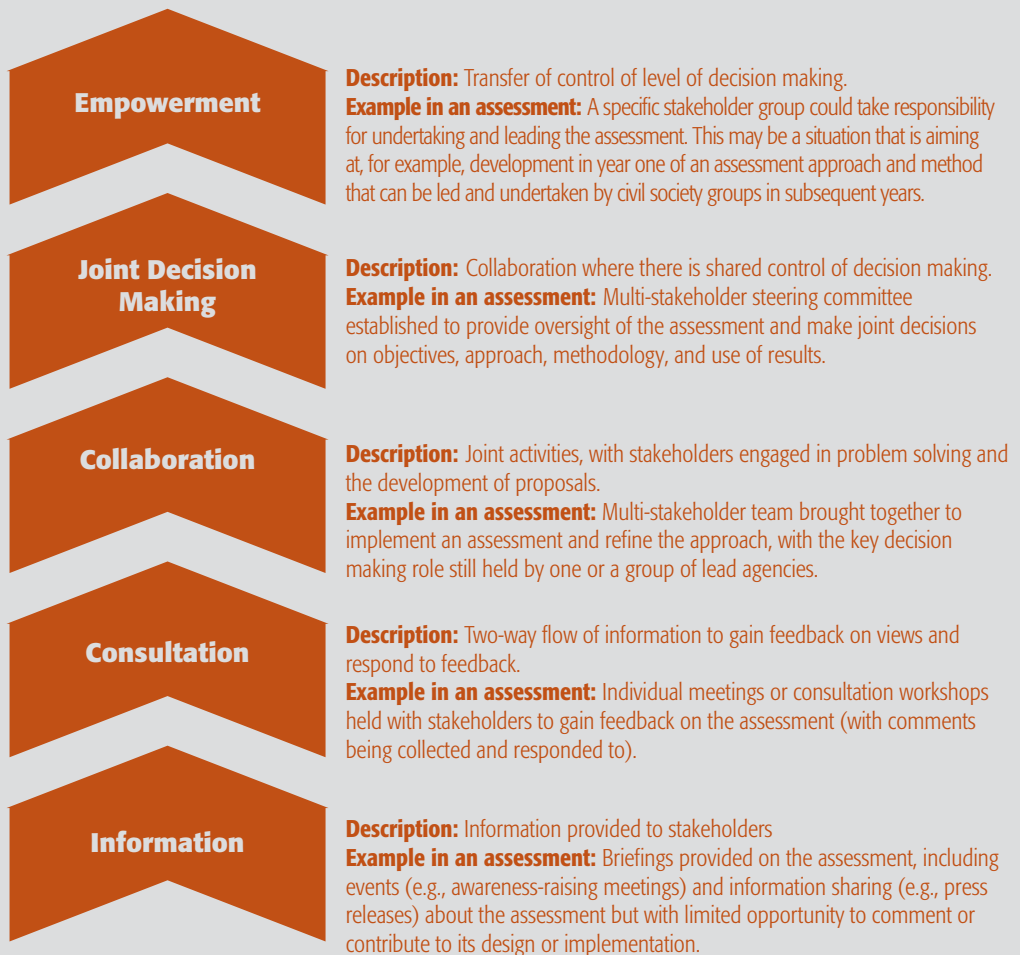 Empowerment
Description: Transfer of control of level of decision making.
Example in an assessment: A specific stakeholder group could take responsibility
for undertaking and leading the assessment. This may be a situation that is aiming
at, for example, development in year one of an assessment approach and method
that can be led and undertaken by civil society groups in subsequent years.
Joint Decision
Making
Description: Collaboration where there is shared control of decision making.
Example in an assessment: Multi-stakeholder steering committee
established to provide oversight of the assessment and make joint decisions
on objectives, approach, methodology, and use of results.
Collaboration
Description: Joint activities, with stakeholders engaged in problem solving and
the development of proposals.
Example in an assessment: Multi-stakeholder team brought together to
implement an assessment and refine the approach, with the key decision
making role still held by one or a group of lead agencies.
Consultation
Description: Two-way flow of information to gain feedback on views and
respond to feedback.
Example in an assessment: Individual meetings or consultation workshops
held with stakeholders to gain feedback on the assessment (with comments
being collected and responded to).
Information
Description: Information provided to stakeholders
Example in an assessment: Briefings provided on the assessment, including
events (e.g., awareness-raising meetings) and information sharing (e.g., press
releases) about the assessment but with limited opportunity to comment or
contribute to its design or implementation.